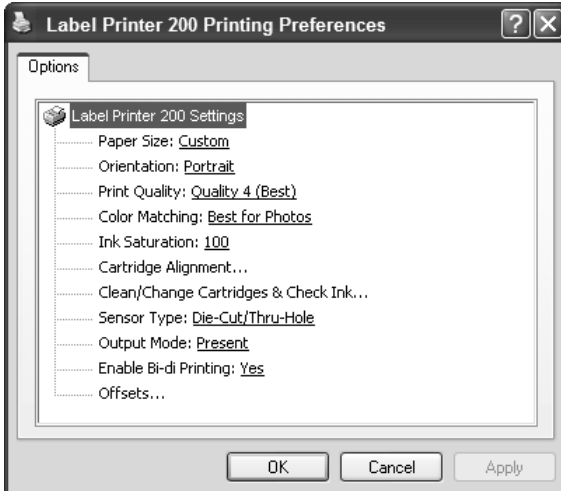 Label Printer 200 Printing Preferences
Options
Label Printer 200 Settings
Paper Size: Custom
Orientation: Portrait
Print Quality: Quality 4 (Best)
Color Matching: Best for Photos
Ink Saturation: 100
Cartridge Alignment...
Clean/Change Cartridges & Check Ink...
Sensor Type: Die-Cut/Thru-Hole
Output Mode: Present
Enable Bi-di Printing: Yes
Offsets...
OK Cancel Apply